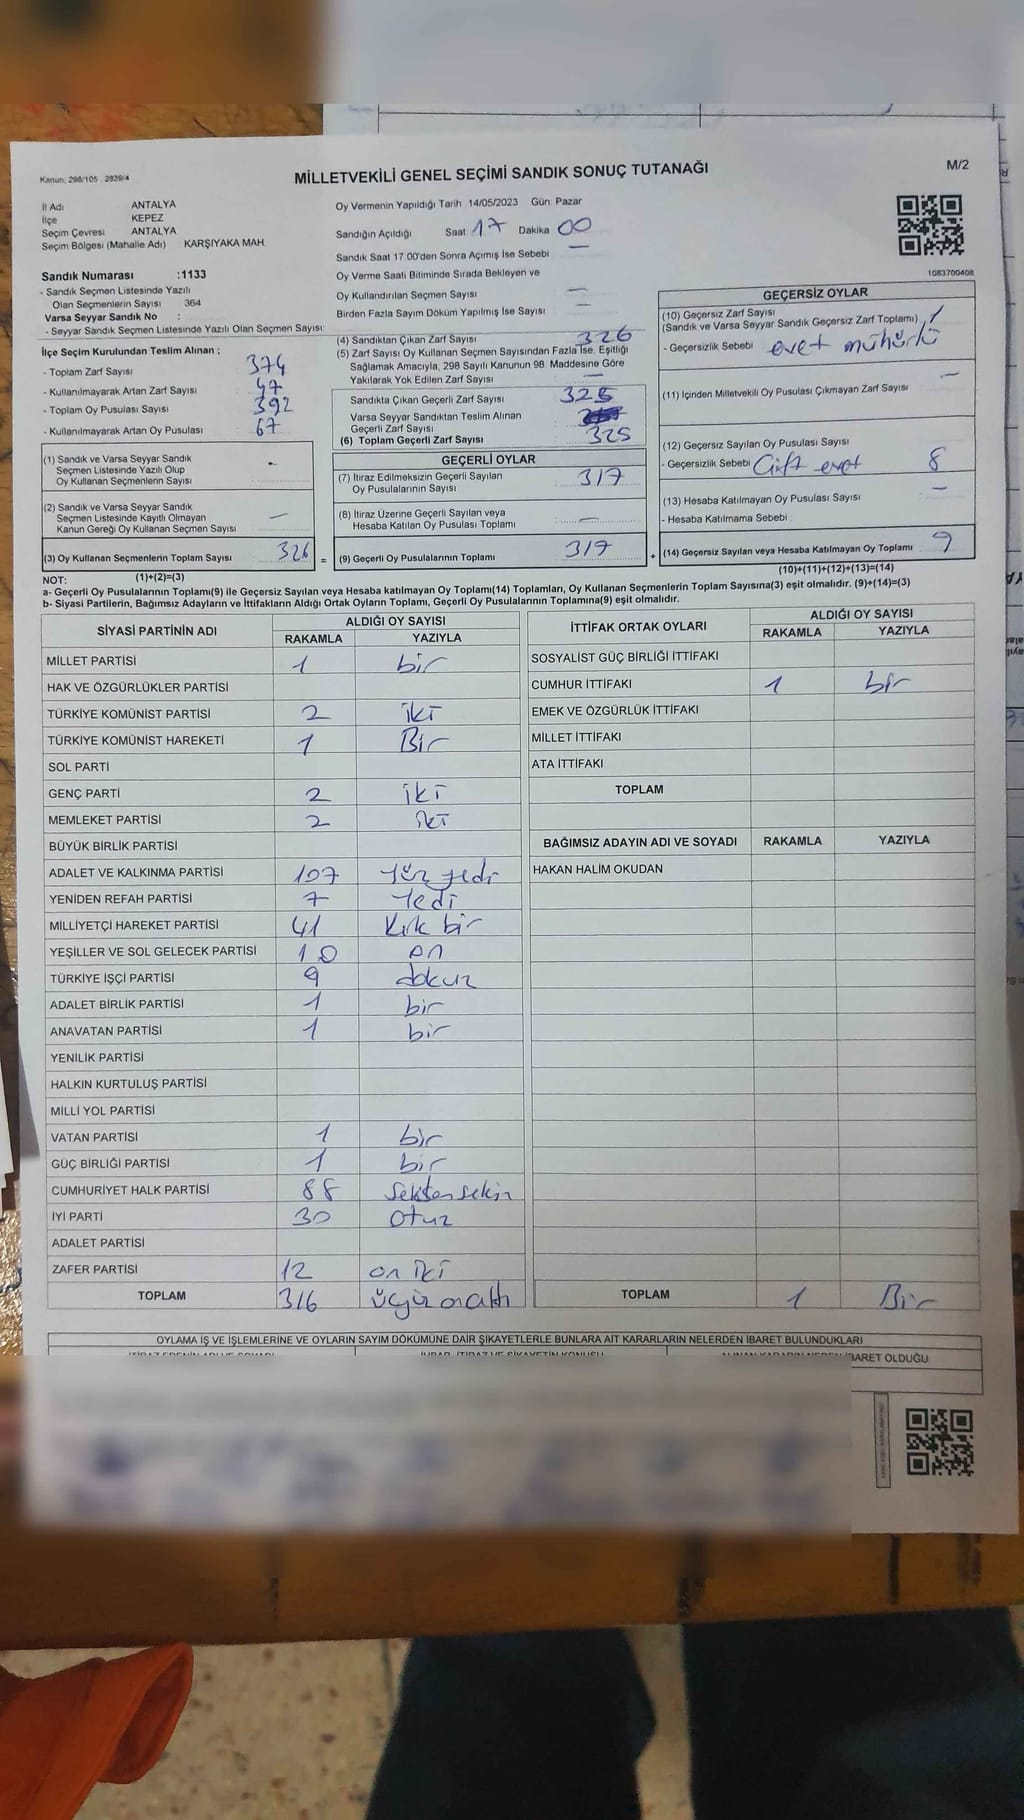 Kanun, 298/105 2839/4
MİLLETVEKİLİ GENEL SEÇİMİ SANDIK SONUÇ TUTANAĞI
M/2
İl Adı ANTALYA
İlçe KEPEZ
Seçim Çevresi ANTALYA
Seçim Bölgesi (Mahalle Adı) KARŞIYAKA MAH.
Sandık Numarası :1133
- Sandık Seçmen Listesinde Yazılı
Olan Seçmenlerin Sayısı 364
Varsa Seyyar Sandık No :
- Seyyar Sandık Seçmen Listesinde Yazılı Olan Seçmen Sayısı:
İlçe Seçim Kurulundan Teslim Alınan ;
- Toplam Zarf Sayısı 374
- Kullanılmayarak Artan Zarf Sayısı 47
- Toplam Oy Pusulası Sayısı 392
- Kullanılmayarak Artan Oy Pusulası 67
(1) Sandık ve Varsa Seyyar Sandık
Seçmen Listesinde Yazılı Olup
Oy Kullanan Seçmenlerin Sayısı
(2) Sandık ve Varsa Seyyar Sandık
Seçmen Listesinde Kayıtlı Olmayan
Kanun Gereği Oy Kullanan Seçmen Sayısı —
(3) Oy Kullanan Seçmenlerin Toplam Sayısı 326 =
(1)+(2)=(3)
Oy Vermenin Yapıldığı Tarih 14/05/2023 Gün: Pazar
Sandığın Açıldığı Saat 17 Dakika 00
Sandık Saat 17.00'den Sonra Açımış İse Sebebi —
Oy Verme Saati Bitiminde Sırada Bekleyen ve
Oy Kullandırılan Seçmen Sayısı —
Birden Fazla Sayım Döküm Yapılmış İse Sayısı —
(4) Sandıktan Çıkan Zarf Sayısı 326
(5) Zarf Sayısı Oy Kullanan Seçmen Sayısından Fazla İse, Eşitliği
Sağlamak Amacıyla, 298 Sayılı Kanunun 98. Maddesine Göre
Yakılarak Yok Edilen Zarf Sayısı —
Sandıkta Çıkan Geçerli Zarf Sayısı 325
Varsa Seyyar Sandıktan Teslim Alınan
Geçerli Zarf Sayısı
(6) Toplam Geçerli Zarf Sayısı 325
GEÇERLİ OYLAR
(7) İtiraz Edilmeksizin Geçerli Sayılan
Oy Pusulalarının Sayısı 317
(8) İtiraz Üzerine Geçerli Sayılan veya
Hesaba Katılan Oy Pusulası Toplamı —
(9) Geçerli Oy Pusulalarının Toplamı 317 +
1083700408
GEÇERSİZ OYLAR
(10) Geçersiz Zarf Sayısı
(Sandık ve Varsa Seyyar Sandık Geçersiz Zarf Toplamı) 1
- Geçersizlik Sebebi evet mühürlü
(11) İçinden Milletvekili Oy Pusulası Çıkmayan Zarf Sayısı —
(12) Geçersiz Sayılan Oy Pusulası Sayısı
- Geçersizlik Sebebi Çift evet 8
(13) Hesaba Katılmayan Oy Pusulası Sayısı —
- Hesaba Katılmama Sebebi :
(14) Geçersiz Sayılan veya Hesaba Katılmayan Oy Toplamı 9
(10)+(11)+(12)+(13)=(14)
NOT:
a- Geçerli Oy Pusulalarının Toplamı(9) ile Geçersiz Sayılan veya Hesaba katılmayan Oy Toplamı(14) Toplamları, Oy Kullanan Seçmenlerin Toplam Sayısına(3) eşit olmalıdır. (9)+(14)=(3)
b- Siyasi Partilerin, Bağımsız Adayların ve İttifakların Aldığı Ortak Oyların Toplamı, Geçerli Oy Pusulalarının Toplamına(9) eşit olmalıdır.
SİYASİ PARTİNİN ADI ALDIĞI OY SAYISI
RAKAMLA YAZIYLA
MİLLET PARTİSİ 1 bir
HAK VE ÖZGÜRLÜKLER PARTİSİ
TÜRKİYE KOMÜNİST PARTİSİ 2 iki
TÜRKİYE KOMÜNİST HAREKETİ 1 Bir
SOL PARTİ
GENÇ PARTİ 2 iki
MEMLEKET PARTİSİ 2 iki
BÜYÜK BİRLİK PARTİSİ
ADALET VE KALKINMA PARTİSİ 107 Yüz yedi
YENİDEN REFAH PARTİSİ 7 Yedi
MİLLİYETÇİ HAREKET PARTİSİ 41 Kırk bir
YEŞİLLER VE SOL GELECEK PARTİSİ 10 on
TÜRKİYE İŞÇİ PARTİSİ 9 dokuz
ADALET BİRLİK PARTİSİ 1 bir
ANAVATAN PARTİSİ 1 bir
YENİLİK PARTİSİ
HALKIN KURTULUŞ PARTİSİ
MİLLİ YOL PARTİSİ
VATAN PARTİSİ 1 bir
GÜÇ BİRLİĞİ PARTİSİ 1 bir
CUMHURİYET HALK PARTİSİ 88 Seksen sekiz
İYİ PARTİ 30 Otuz
ADALET PARTİSİ
ZAFER PARTİSİ 12 on iki
TOPLAM 316 üçyüz onaltı
İTTİFAK ORTAK OYLARI ALDIĞI OY SAYISI
RAKAMLA YAZIYLA
SOSYALİST GÜÇ BİRLİĞİ İTTİFAKI
CUMHUR İTTİFAKI 1 bir
EMEK VE ÖZGÜRLÜK İTTİFAKI
MİLLET İTTİFAKI
ATA İTTİFAKI
TOPLAM
BAĞIMSIZ ADAYIN ADI VE SOYADI RAKAMLA YAZIYLA
HAKAN HALİM OKUDAN
TOPLAM 1 Bir
OYLAMA İŞ VE İŞLEMLERİNE VE OYLARIN SAYIM DÖKÜMÜNE DAİR ŞİKAYETLERLE BUNLARA AİT KARARLARIN NELERDEN İBARET BULUNDUKLARI
İBARET OLDUĞU